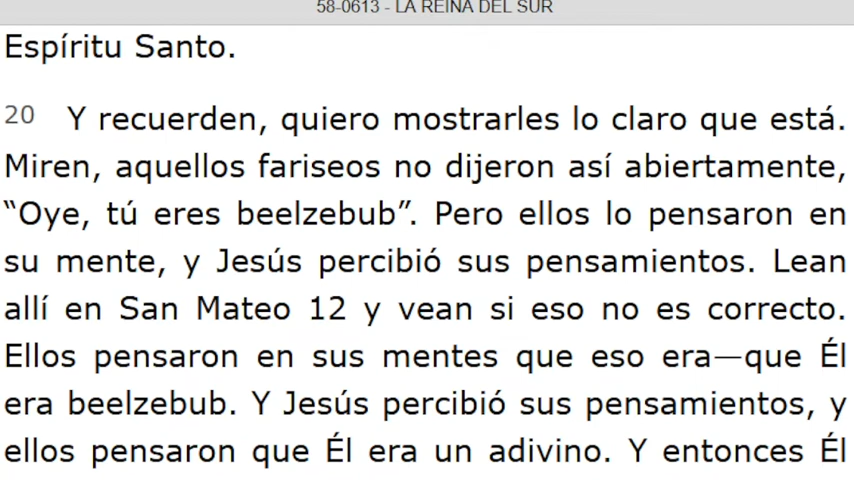 58-0613 - LA REINA DEL SUR
Espíritu Santo.
20 Y recuerden, quiero mostrarles lo claro que está.
Miren, aquellos fariseos no dijeron así abiertamente,
“Oye, tú eres beelzebub”. Pero ellos lo pensaron en
su mente, y Jesús percibió sus pensamientos. Lean
allí en San Mateo 12 y vean si eso no es correcto.
Ellos pensaron en sus mentes que eso era—que Él
era beelzebub. Y Jesús percibió sus pensamientos, y
ellos pensaron que Él era un adivino. Y entonces Él